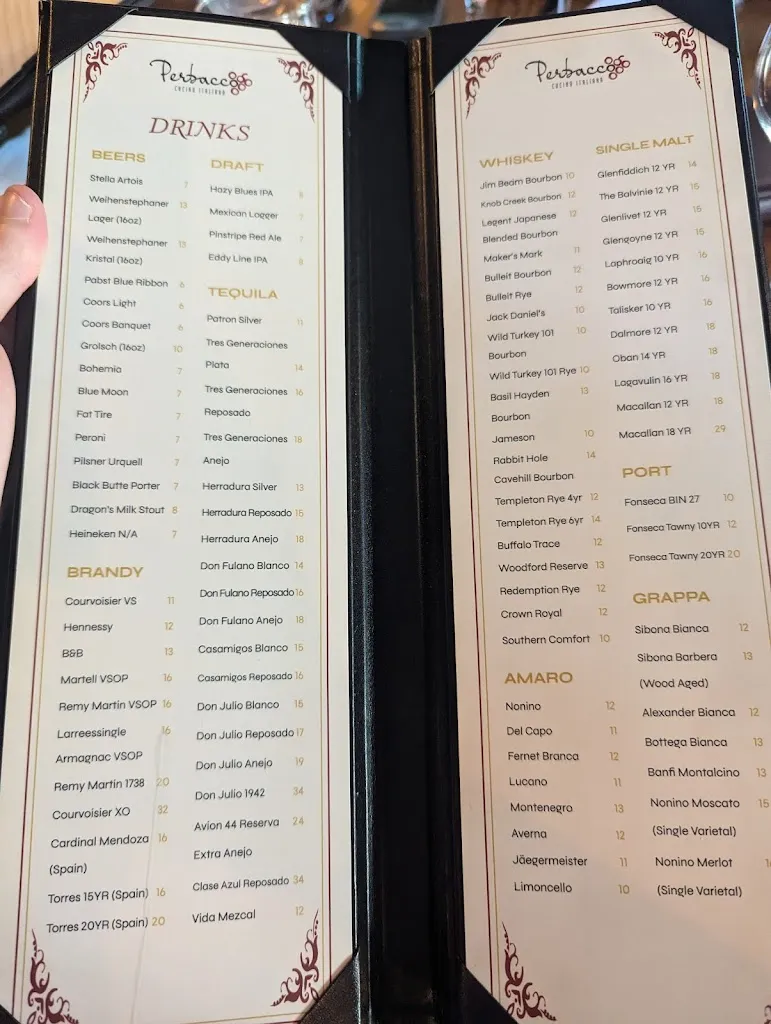 Perbacco
CUCINA ITALIANA
DRINKS
BEERS
Stella Artois 7
Weihenstephaner 13
Lager (16oz)
Weihenstephaner 13
Kristal (16oz)
Pabst Blue Ribbon 6
Coors Light 6
Coors Banquet 6
Grolsch (16oz) 10
Bohemia 7
Blue Moon 7
Fat Tire 7
Peroni 7
Pilsner Urquell 7
Black Butte Porter 7
Dragon's Milk Stout 8
Heineken N/A 7
BRANDY
Courvoisier VS 11
Hennessy 12
B&B 13
Martell VSOP 16
Remy Martin VSOP 16
Larreessingle 16
Armagnac VSOP
Remy Martin 1738 20
Courvoisier XO 32
Cardinal Mendoza 16
(Spain)
Torres 15YR (Spain) 16
Torres 20YR (Spain) 20
DRAFT
Hazy Blues IPA
Mexican Lagger 7
Pinstripe Red Ale 7
Eddy Line IPA 8
TEQUILA
Patron Silver 11
Tres Generaciones
Plata 14
Tres Generaciones 16
Reposado
Tres Generaciones 18
Anejo
Herradura Silver 13
Herradura Reposado 15
Herradura Anejo 18
Don Fulano Blanco 14
Don Fulano Reposado 16
Don Fulano Anejo 18
Casamigos Blanco 15
Casamigos Reposado 16
Don Julio Blanco 15
Don Julio Reposado 17
Don Julio Anejo 19
Don Julio 1942 34
Avion 44 Reserva 24
Extra Anejo
Clase Azul Reposado 34
Vida Mezcal 12
Perbacco
CUCINA ITALIANA
WHISKEY
Jim Beam Bourbon 10
Knob Creek Bourbon 12
Legent Japanese 12
Blended Bourbon
Maker's Mark 11
Bulleit Bourbon 12
Bulleit Rye 12
Jack Daniel's 10
Wild Turkey 101 10
Bourbon
Wild Turkey 101 Rye 10
Basil Hayden 13
Bourbon
Jameson 10
Rabbit Hole 14
Cavehill Bourbon
Templeton Rye 4yr 12
Templeton Rye 6yr 14
Buffalo Trace 12
Woodford Reserve 13
Redemption Rye 12
Crown Royal 12
Southern Comfort 10
AMARO
Nonino 12
Del Capo 11
Fernet Branca 12
Lucano 11
Montenegro 13
Averna 12
Jäegermeister 11
Limoncello 10
SINGLE MALT
Glenfiddich 12 YR 14
The Balvinie 12 YR 15
Glenlivet 12 YR 15
Glengoyne 12 YR 15
Laphroaig 10 YR 16
Bowmore 12 YR 16
Talisker 10 YR 16
Dalmore 12 YR 18
Oban 14 YR 18
Lagavulin 16 YR 18
Macallan 12 YR 18
Macallan 18 YR 29
PORT
Fonseca BIN 27 10
Fonseca Tawny 10YR 12
Fonseca Tawny 20YR 20
GRAPPA
Sibona Bianca 12
Sibona Barbera 13
(Wood Aged)
Alexander Bianca 12
Bottega Bianca 13
Banfi Montalcino 13
Nonino Moscato 15
(Single Varietal)
Nonino Merlot
(Single Varietal)